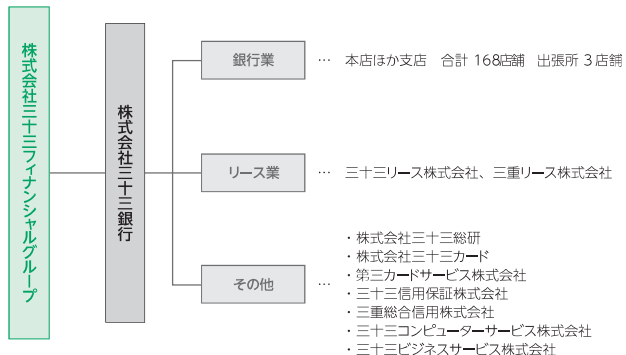 株式会社三十三フィナンシャルグループ
株式会社三十三銀行
銀行業 … 本店ほか支店 合計 168店舗 出張所 3店舗
リース業 … 三十三リース株式会社、三重リース株式会社
その他 …
・株式会社三十三総研
・株式会社三十三カード
・第三カードサービス株式会社
・三十三信用保証株式会社
・三重総合信用株式会社
・三十三コンピューターサービス株式会社
・三十三ビジネスサービス株式会社